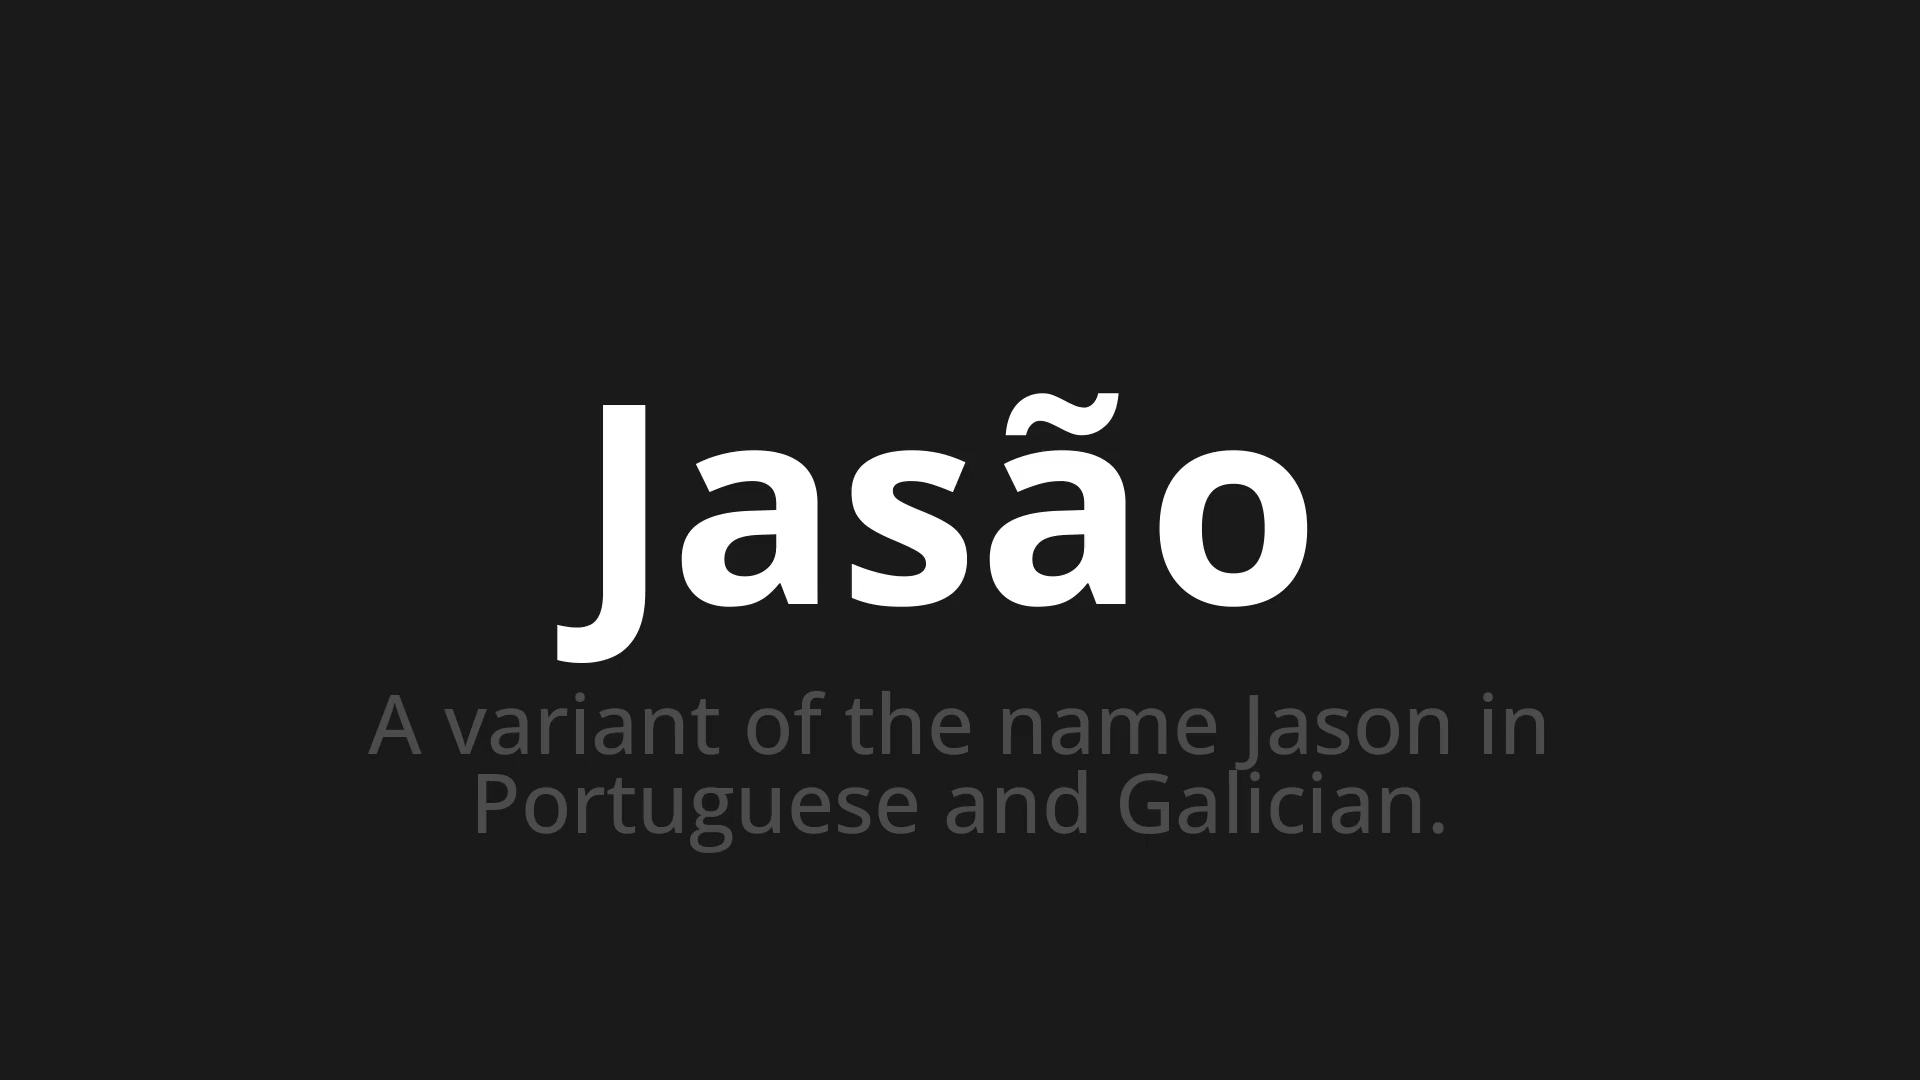 Jasão
A variant of the name Jason in
Portuguese and Galician.